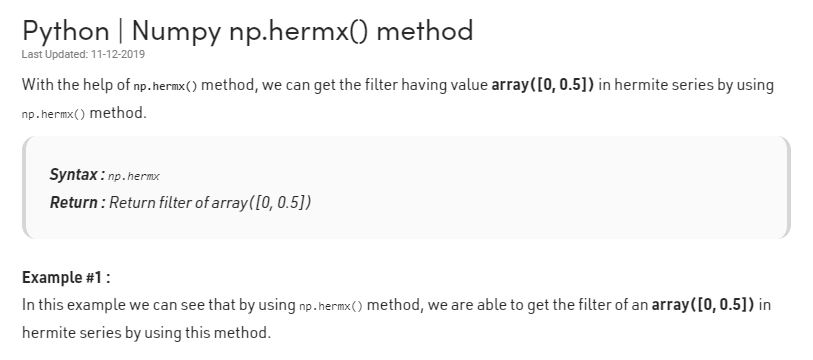 Python | Numpy np.hermx() method
Last Updated: 11-12-2019
With the help of np.hermx() method, we can get the filter having value array([0, 0.5]) in hermite series by using
np.hermx() method.
Syntax : np.hermx
Return : Return filter of array([0, 0.5])
Example #1 :
In this example we can see that by using np.hermx() method, we are able to get the filter of an array([0, 0.5]) in
hermite series by using this method.